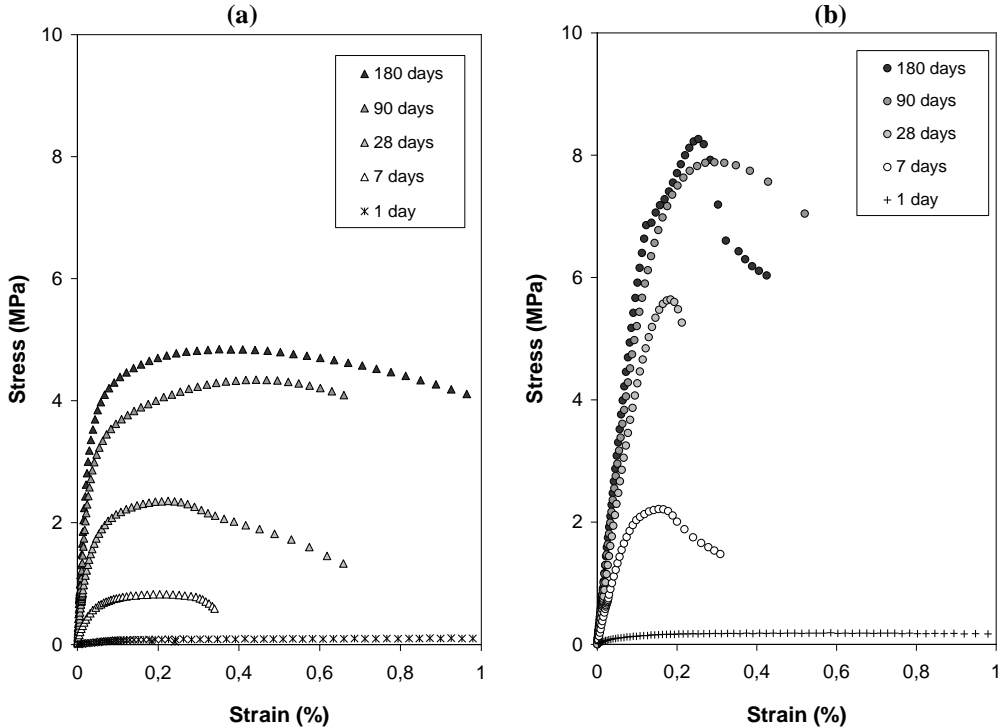 (a)
10
8
6
4
2
0
0
0,2
0,4
0,6
0,8
1
Stress (MPa)
Strain (%)
180 days
90 days
28 days
7 days
1 day
(b)
10
8
6
4
2
0
0
0,2
0,4
0,6
0,8
1
Stress (MPa)
Strain (%)
180 days
90 days
28 days
7 days
1 day